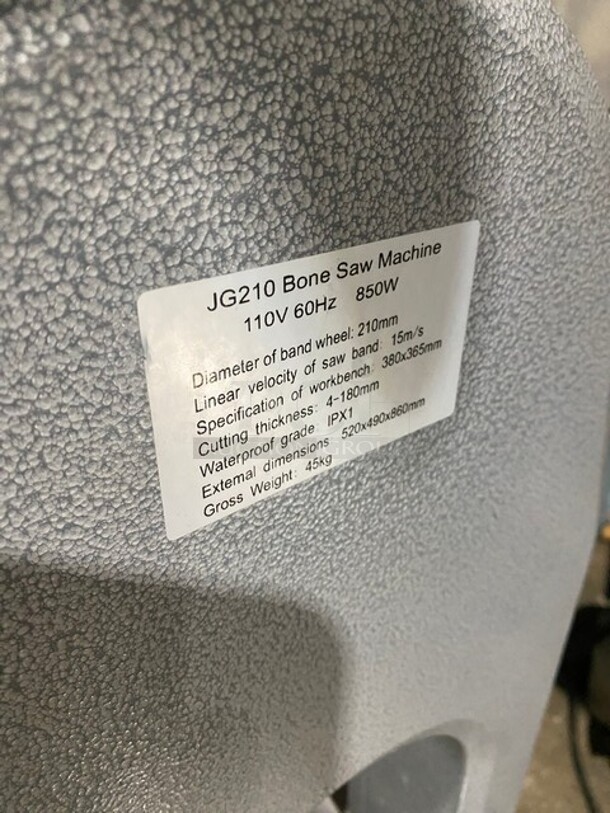 JG210 Bone Saw Machine
110V 60Hz 850W
Diameter of band wheel: 210mm
Linear velocity of saw band: 15m/s
Specification of workbench: 380x365mm
Cutting thickness: 4-180mm
Waterproof grade: IPX1
External dimensions: 520x490x860mm
Gross Weight: 45kg